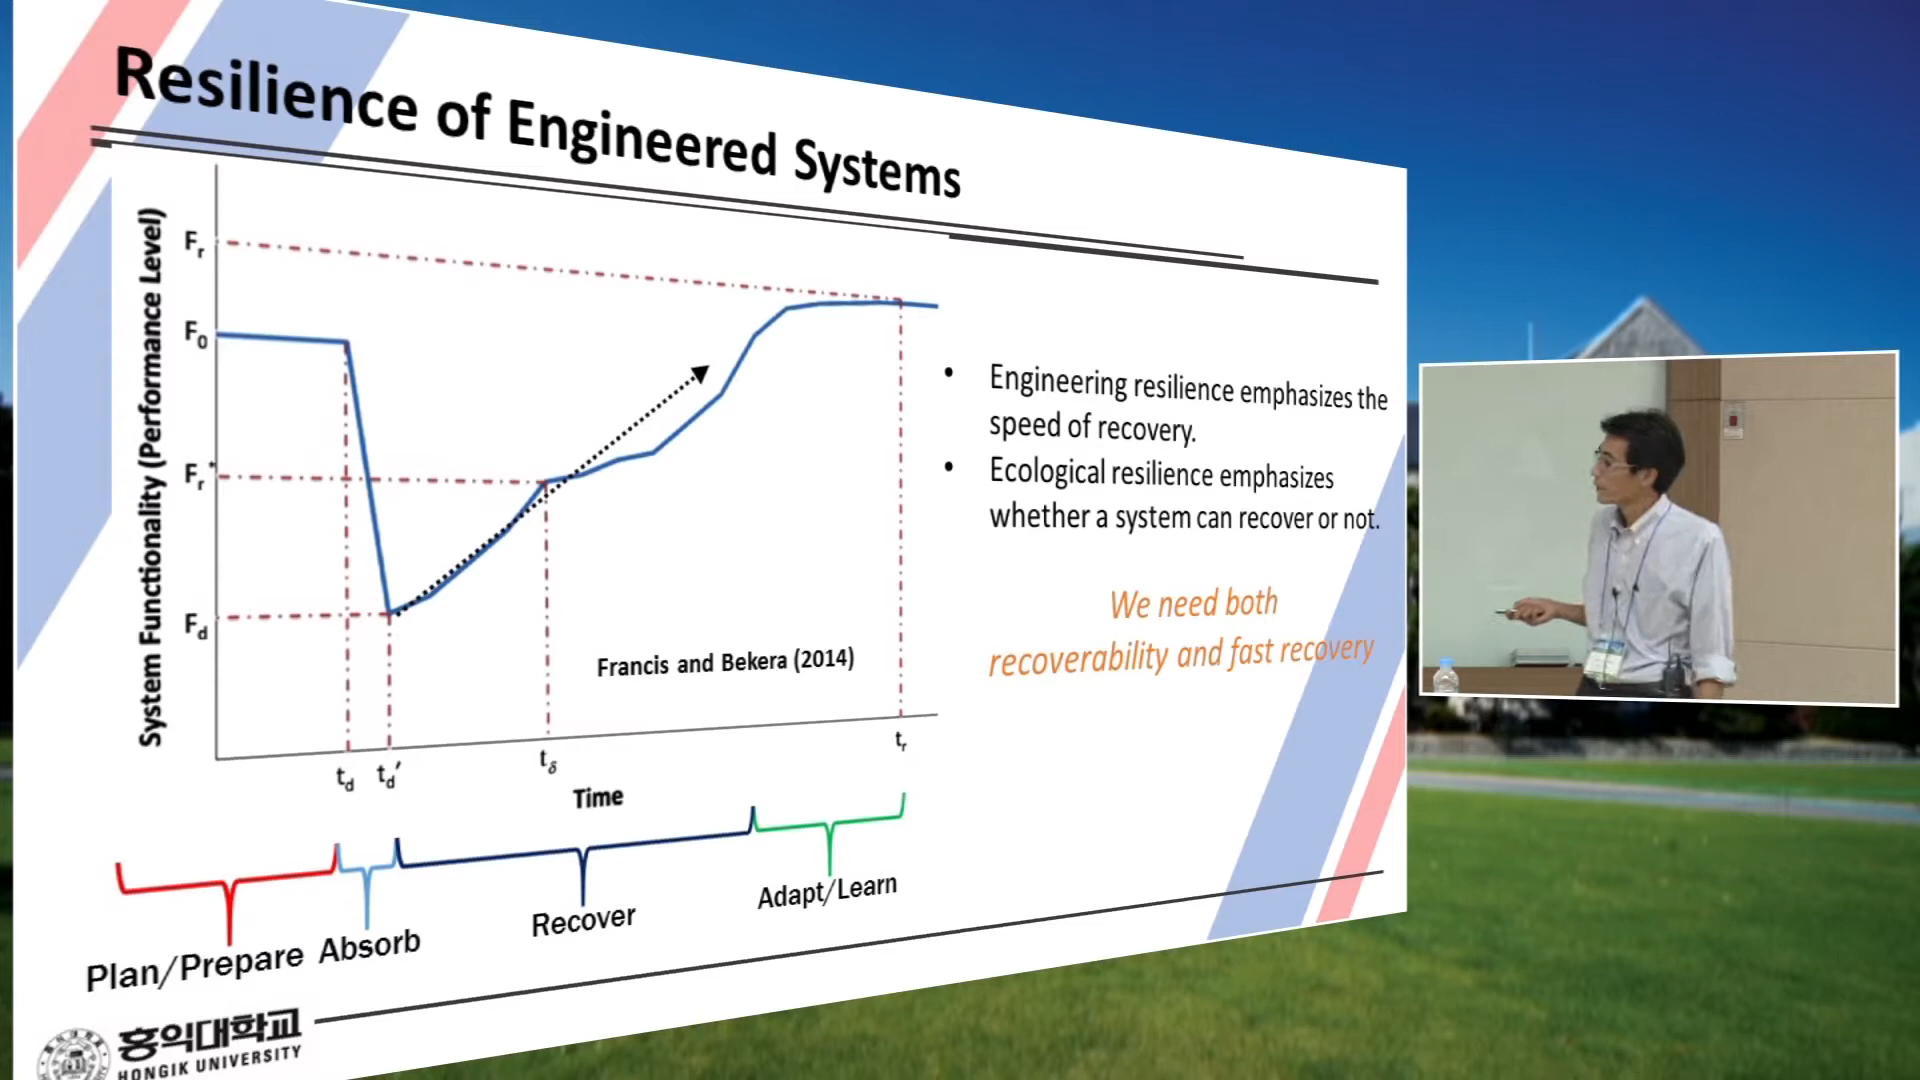 Resilience of Engineered Systems
System Functionality (Performance Level)
Fr
F0
Fr*
Fd
Francis and Bekera (2014)
td
td′
tδ
tr
Time
Plan/Prepare
Absorb
Recover
Adapt/Learn
• Engineering resilience emphasizes the
speed of recovery.
• Ecological resilience emphasizes
whether a system can recover or not.
We need both
recoverability and fast recovery
홍익대학교
HONGIK UNIVERSITY